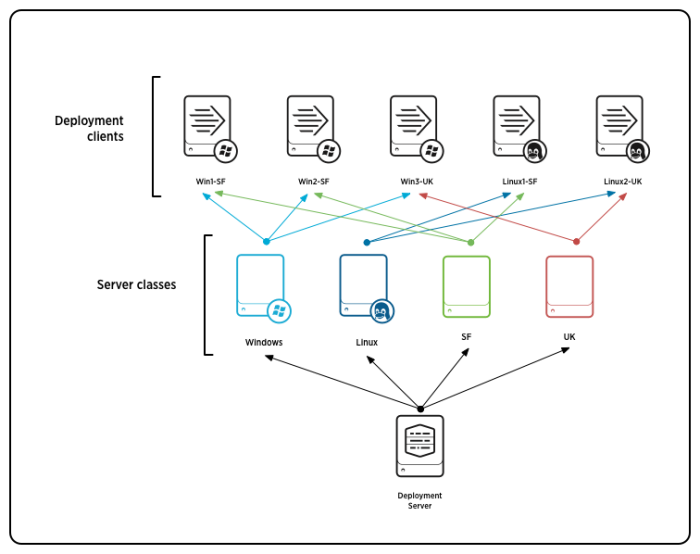 Deployment
clients
Win1-SF
Win2-SF
Win3-UK
Linux1-SF
Linux2-UK
Server classes
Windows
Linux
SF
UK
Deployment
Server